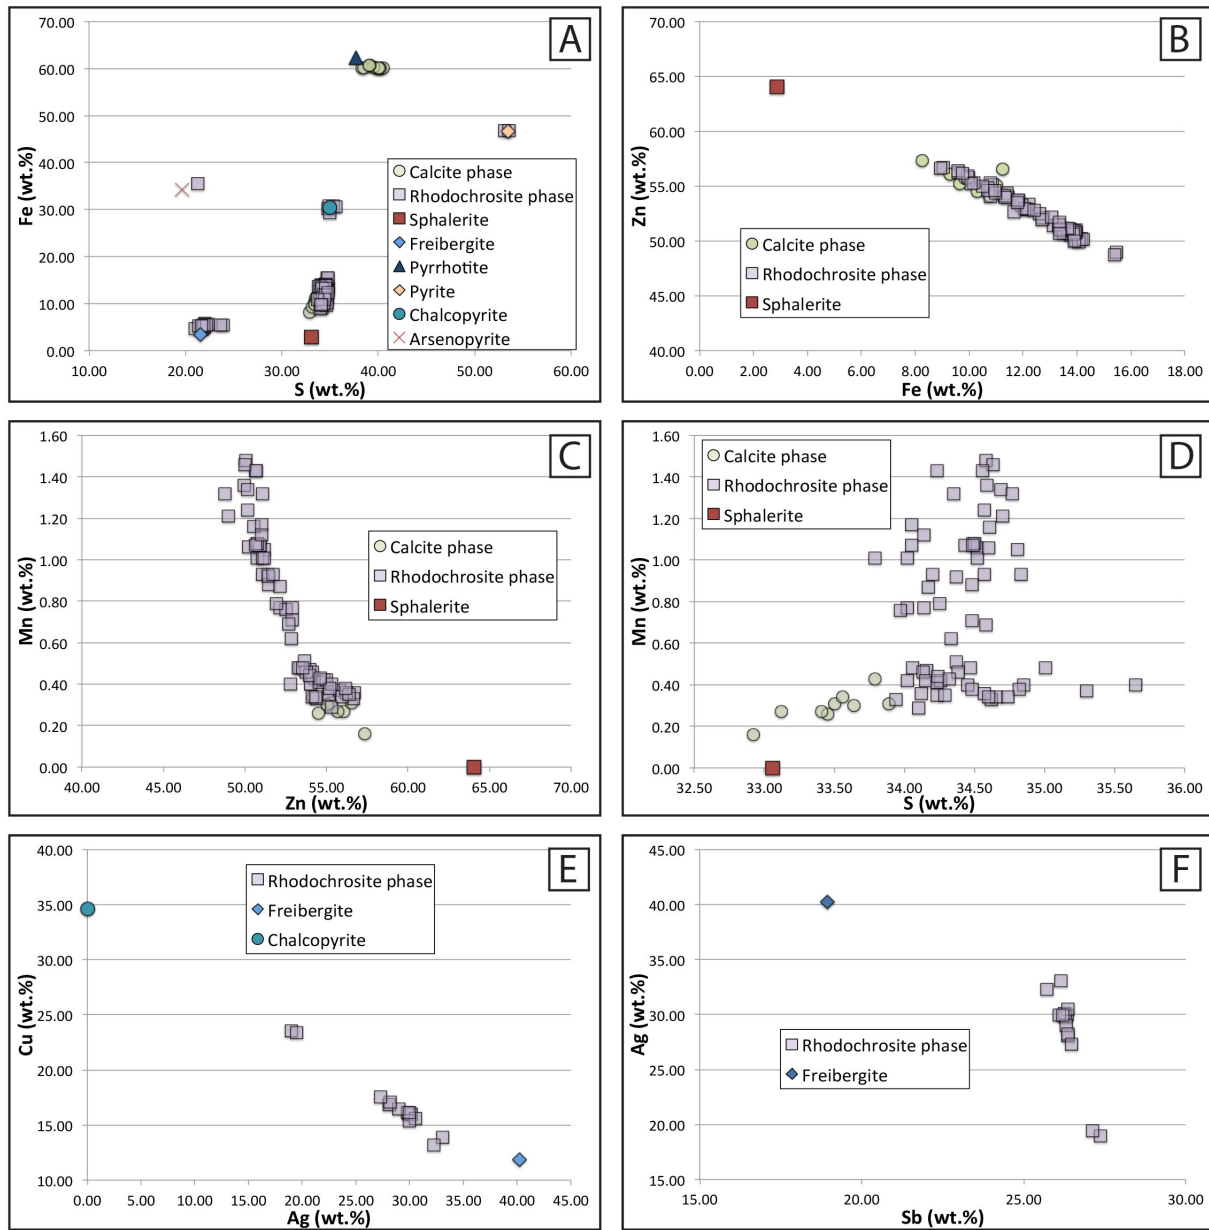 A
70.00
60.00
50.00
40.00
30.00
20.00
10.00
0.00
Fe (wt.%)
Calcite phase
Rhodochrosite phase
Sphalerite
Freibergite
Pyrrhotite
Pyrite
Chalcopyrite
Arsenopyrite
10.00 20.00 30.00 40.00 50.00 60.00
S (wt.%)
B
70.00
65.00
60.00
55.00
50.00
45.00
40.00
Zn (wt.%)
Calcite phase
Rhodochrosite phase
Sphalerite
0.00 2.00 4.00 6.00 8.00 10.00 12.00 14.00 16.00 18.00
Fe (wt.%)
C
1.60
1.40
1.20
1.00
0.80
0.60
0.40
0.20
0.00
Mn (wt.%)
Calcite phase
Rhodochrosite phase
Sphalerite
40.00 45.00 50.00 55.00 60.00 65.00 70.00
Zn (wt.%)
D
1.60
1.40
1.20
1.00
0.80
0.60
0.40
0.20
0.00
Mn (wt.%)
Calcite phase
Rhodochrosite phase
Sphalerite
32.50 33.00 33.50 34.00 34.50 35.00 35.50 36.00
S (wt.%)
E
40.00
35.00
30.00
25.00
20.00
15.00
10.00
Cu (wt.%)
Rhodochrosite phase
Freibergite
Chalcopyrite
0.00 5.00 10.00 15.00 20.00 25.00 30.00 35.00 40.00 45.00
Ag (wt.%)
F
45.00
40.00
35.00
30.00
25.00
20.00
15.00
Ag (wt.%)
Rhodochrosite phase
Freibergite
15.00 20.00 25.00 30.00
Sb (wt.%)